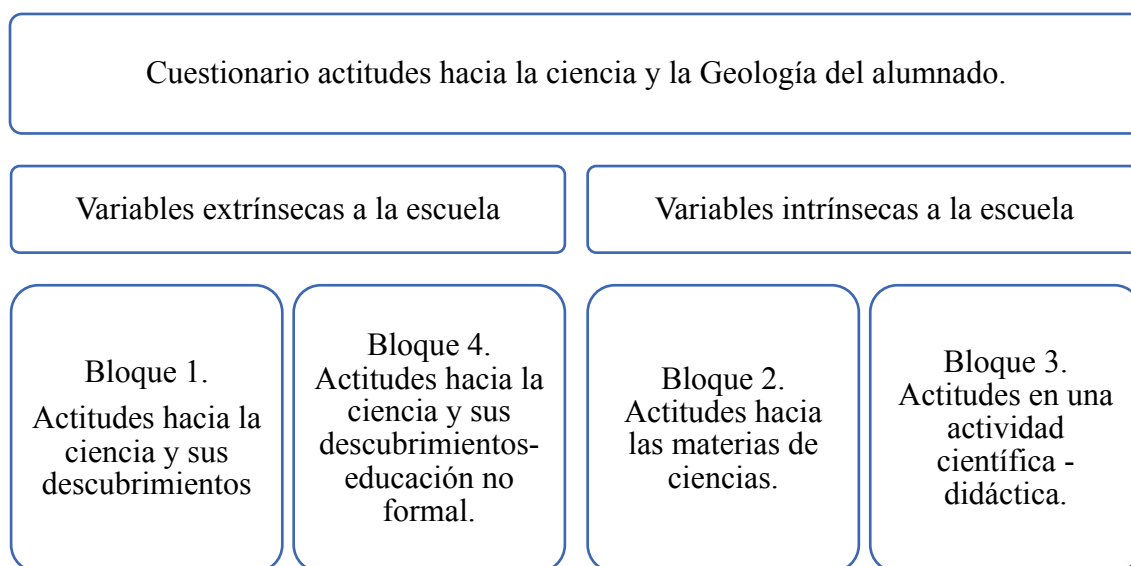 Cuestionario actitudes hacia la ciencia y la Geología del alumnado.
Variables extrínsecas a la escuela
Variables intrínsecas a la escuela
Bloque 1.
Actitudes hacia la
ciencia y sus
descubrimientos
Bloque 4.
Actitudes hacia la
ciencia y sus
descubrimientos-
educación no
formal.
Bloque 2.
Actitudes hacia
las materias de
ciencias.
Bloque 3.
Actitudes en una
actividad
científica -
didáctica.